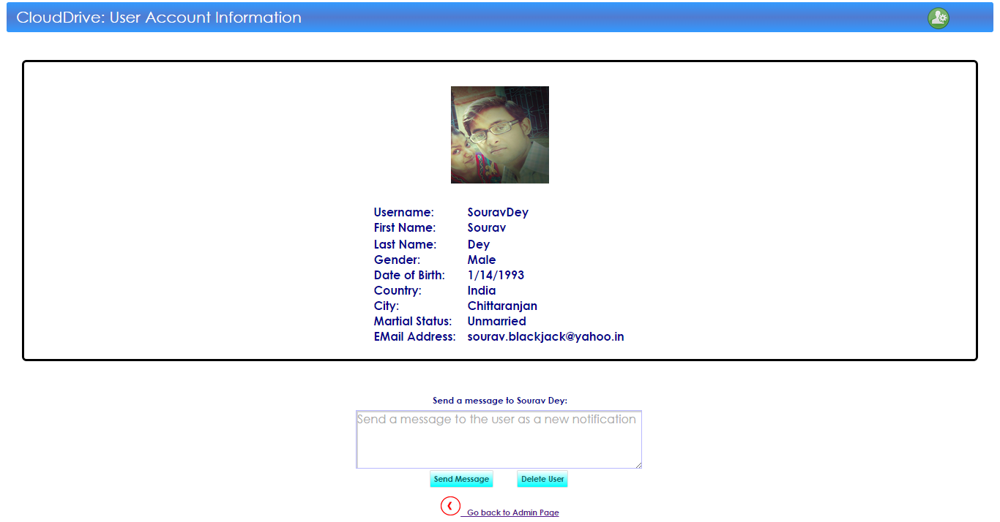 CloudDrive: User Account Information
Username: SouravDey
First Name: Sourav
Last Name: Dey
Gender: Male
Date of Birth: 1/14/1993
Country: India
City: Chittaranjan
Martial Status: Unmarried
EMail Address: sourav.blackjack@yahoo.in
Send a message to Sourav Dey:
Send a message to the user as a new notification
Send Message Delete User
Go back to Admin Page